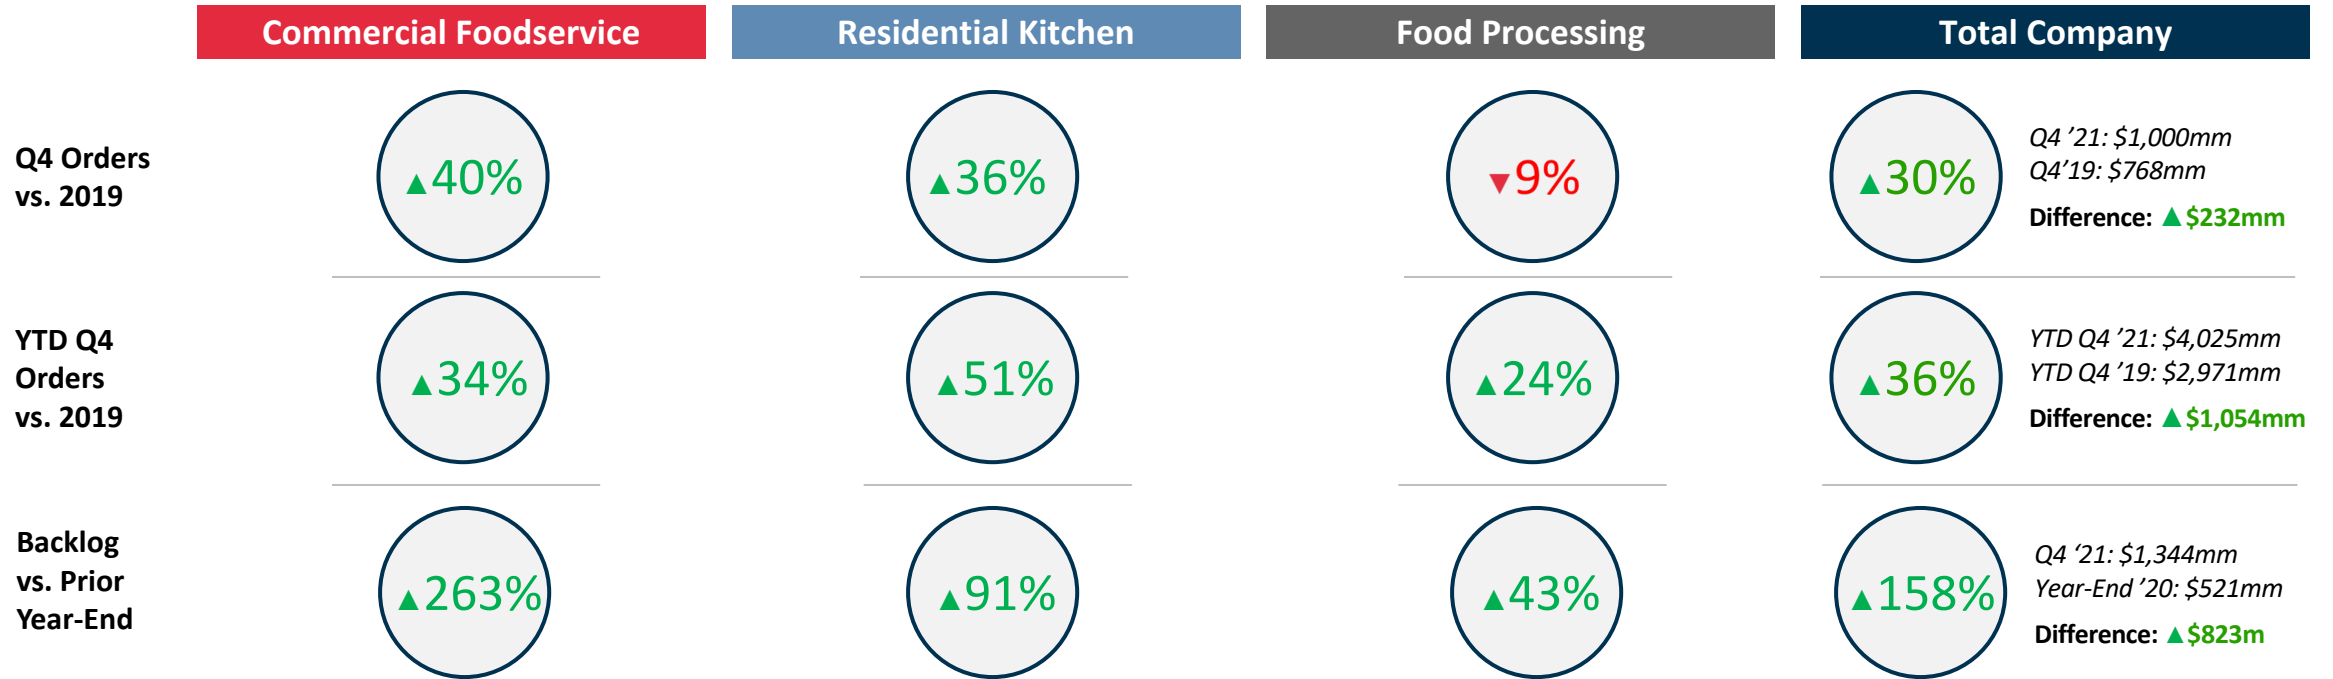 Commercial Foodservice
Residential Kitchen
Food Processing
Total Company
Q4 Orders
vs. 2019
▲40%
▲36%
▼9%
▲30%
Q4 ’21: $1,000mm
Q4’19: $768mm
Difference: ▲$232mm
YTD Q4
Orders
vs. 2019
▲34%
▲51%
▲24%
▲36%
YTD Q4 ’21: $4,025mm
YTD Q4 ’19: $2,971mm
Difference: ▲$1,054mm
Backlog
vs. Prior
Year-End
▲263%
▲91%
▲43%
▲158%
Q4 ‘21: $1,344mm
Year-End ’20: $521mm
Difference: ▲$823m